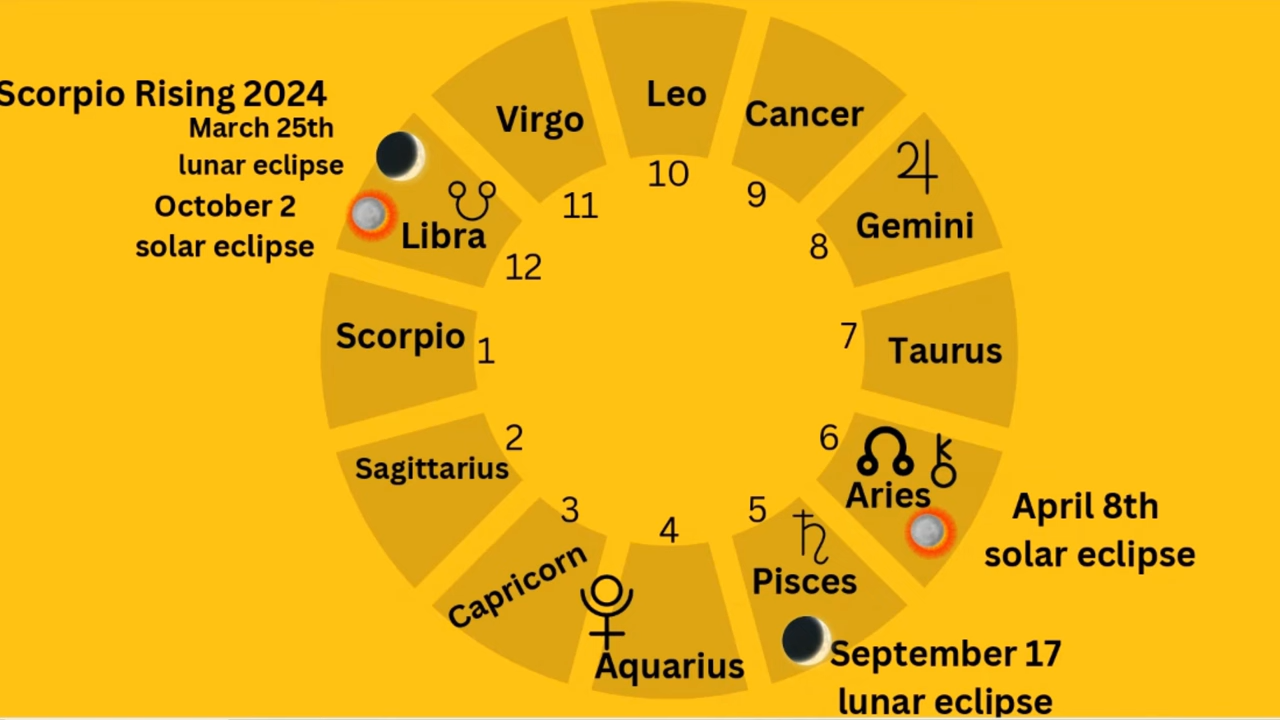 Scorpio Rising 2024
March 25th
lunar eclipse
October 2
solar eclipse
Virgo
Leo
Cancer
Gemini
Libra
Scorpio
Taurus
Sagittarius
Aries
Capricorn
Pisces
Aquarius
10
11
9
12
8
1
7
2
6
3
4
5
April 8th
solar eclipse
September 17
lunar eclipse